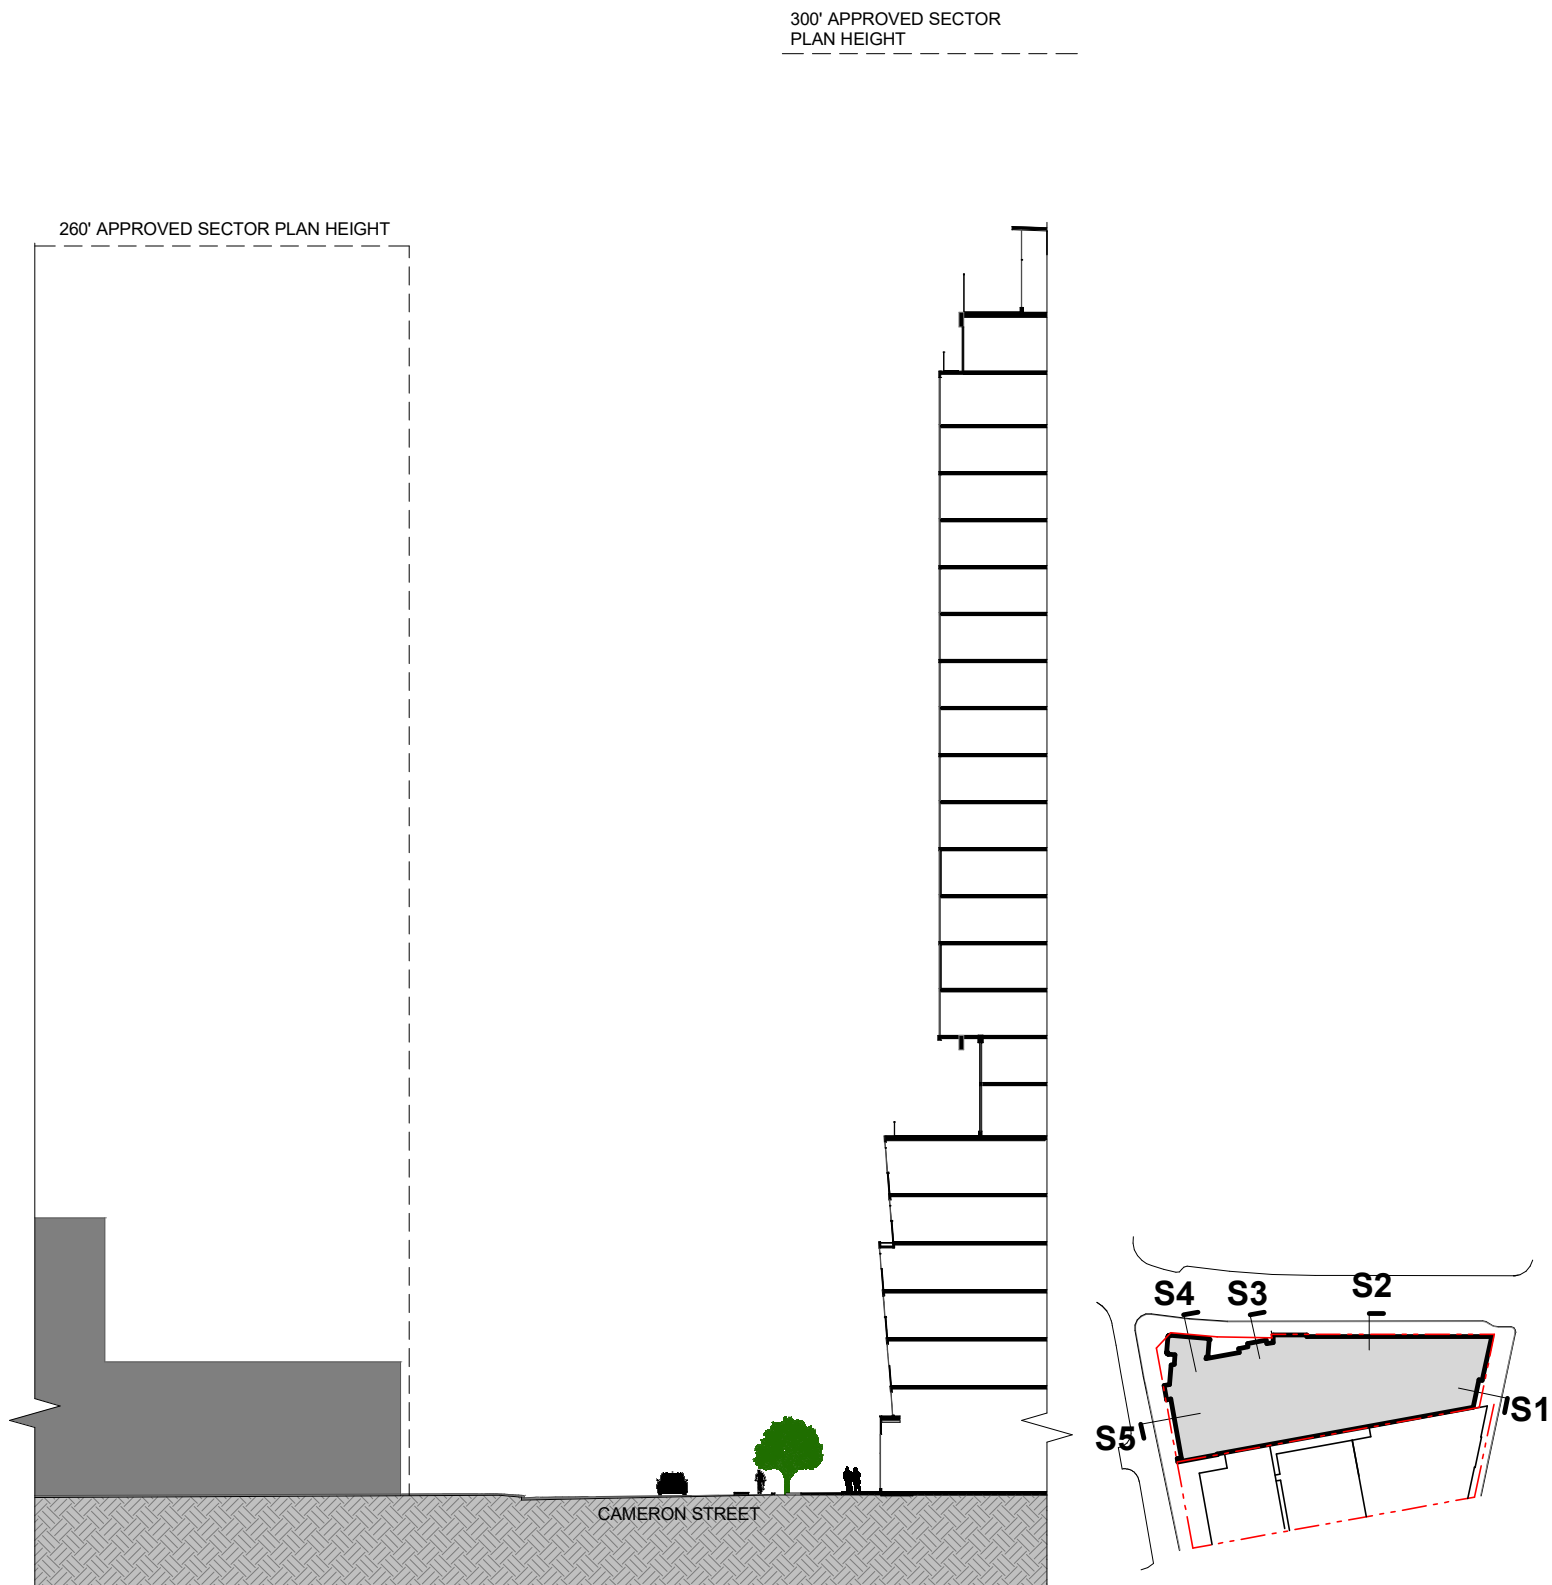 300' APPROVED SECTOR
PLAN HEIGHT
260' APPROVED SECTOR PLAN HEIGHT
S4
S3
S2
S1
S5
CAMERON STREET